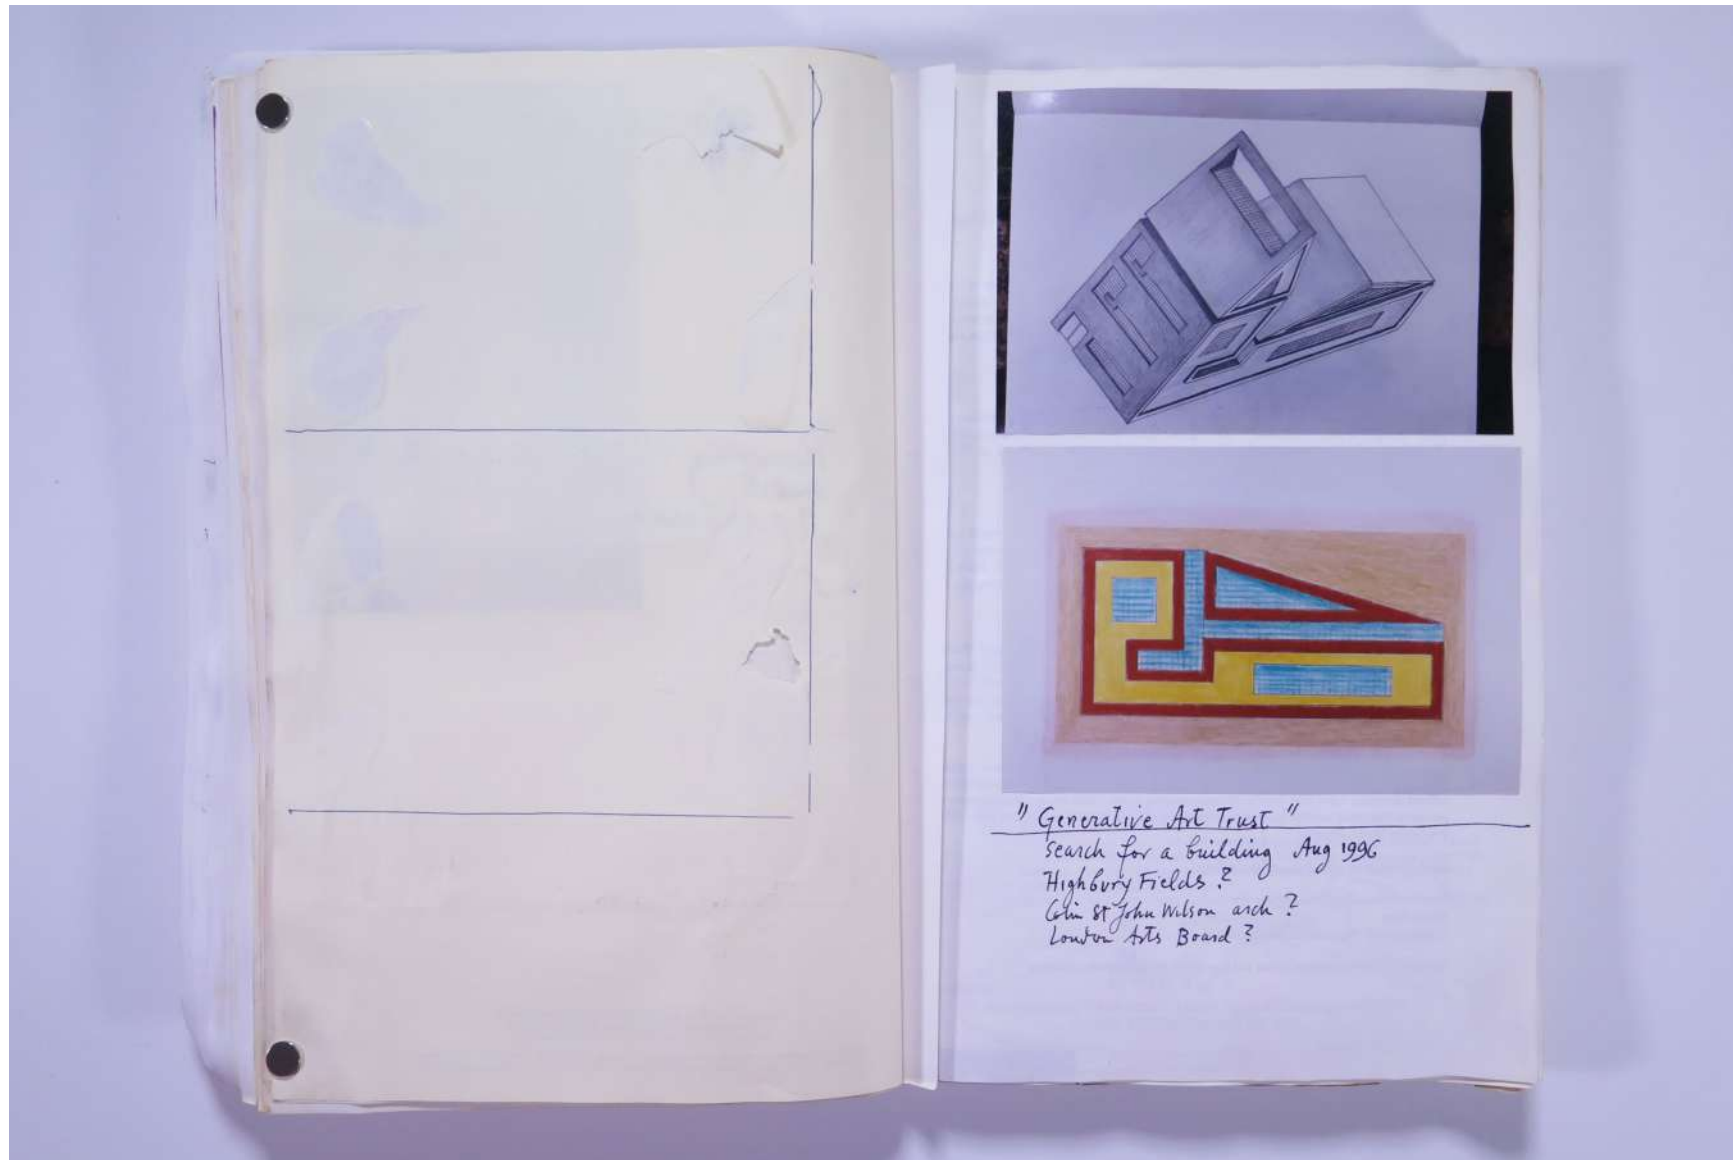 "Generative Art Trust"
search for a building Aug 1996
Highbury Fields ?
Colin St John Wilson arch ?
London Arts Board ?